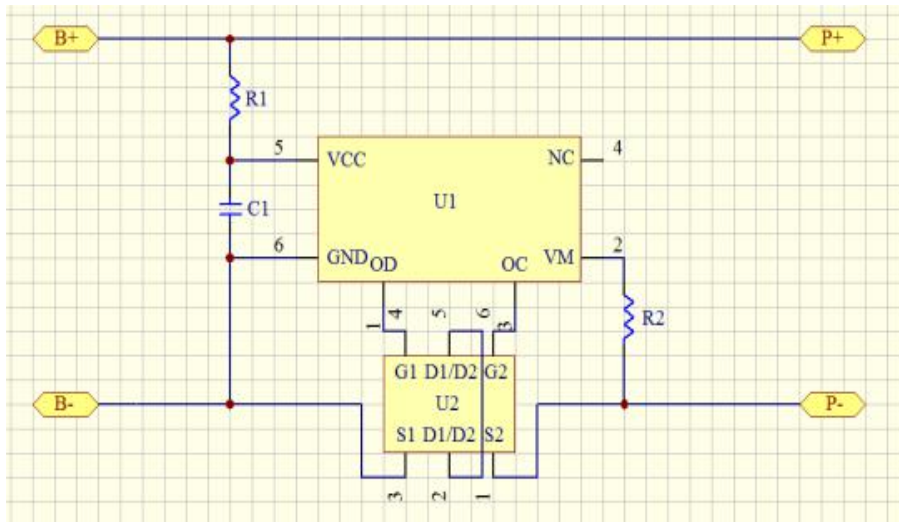 B+ P+
R1
5 VCC NC 4
U1
C1
6 GND OD OC VM 2
1 4 5 6 3
R2
G1 D1/D2 G2
B- U2 P-
S1 D1/D2 S2
3 2 1